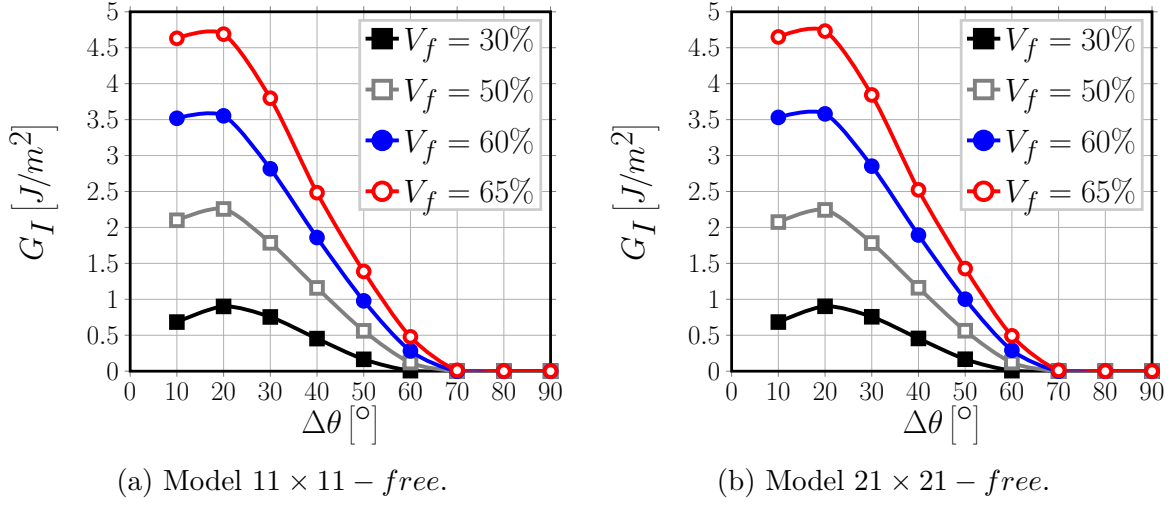 5
4.5
4
3.5
3
2.5
2
1.5
1
0.5
0
0 10 20 30 40 50 60 70 80 90
G_I [J/m^2]
Δθ [°]
V_f = 30%
V_f = 50%
V_f = 60%
V_f = 65%
(a) Model 11 × 11 − free.
5
4.5
4
3.5
3
2.5
2
1.5
1
0.5
0
0 10 20 30 40 50 60 70 80 90
G_I [J/m^2]
Δθ [°]
V_f = 30%
V_f = 50%
V_f = 60%
V_f = 65%
(b) Model 21 × 21 − free.